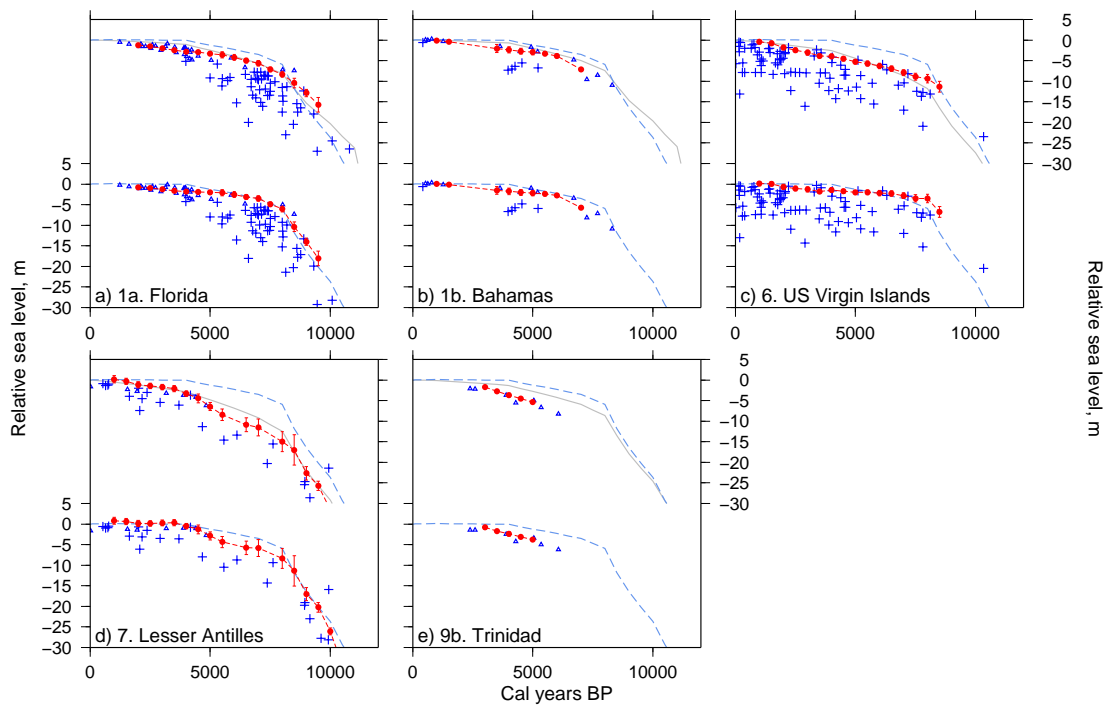 5
0
−5
−10
−15
−20
−25
−30
Relative sea level, m
5
0
−5
−10
−15
−20
−25
−30
a) 1a. Florida
b) 1b. Bahamas
c) 6. US Virgin Islands
0 5000 10000
0 5000 10000
0 5000 10000
Relative sea level, m
5
0
−5
−10
−15
−20
−25
−30
5
0
−5
−10
−15
−20
−25
−30
d) 7. Lesser Antilles
e) 9b. Trinidad
0 5000 10000
0 5000 10000
Cal years BP